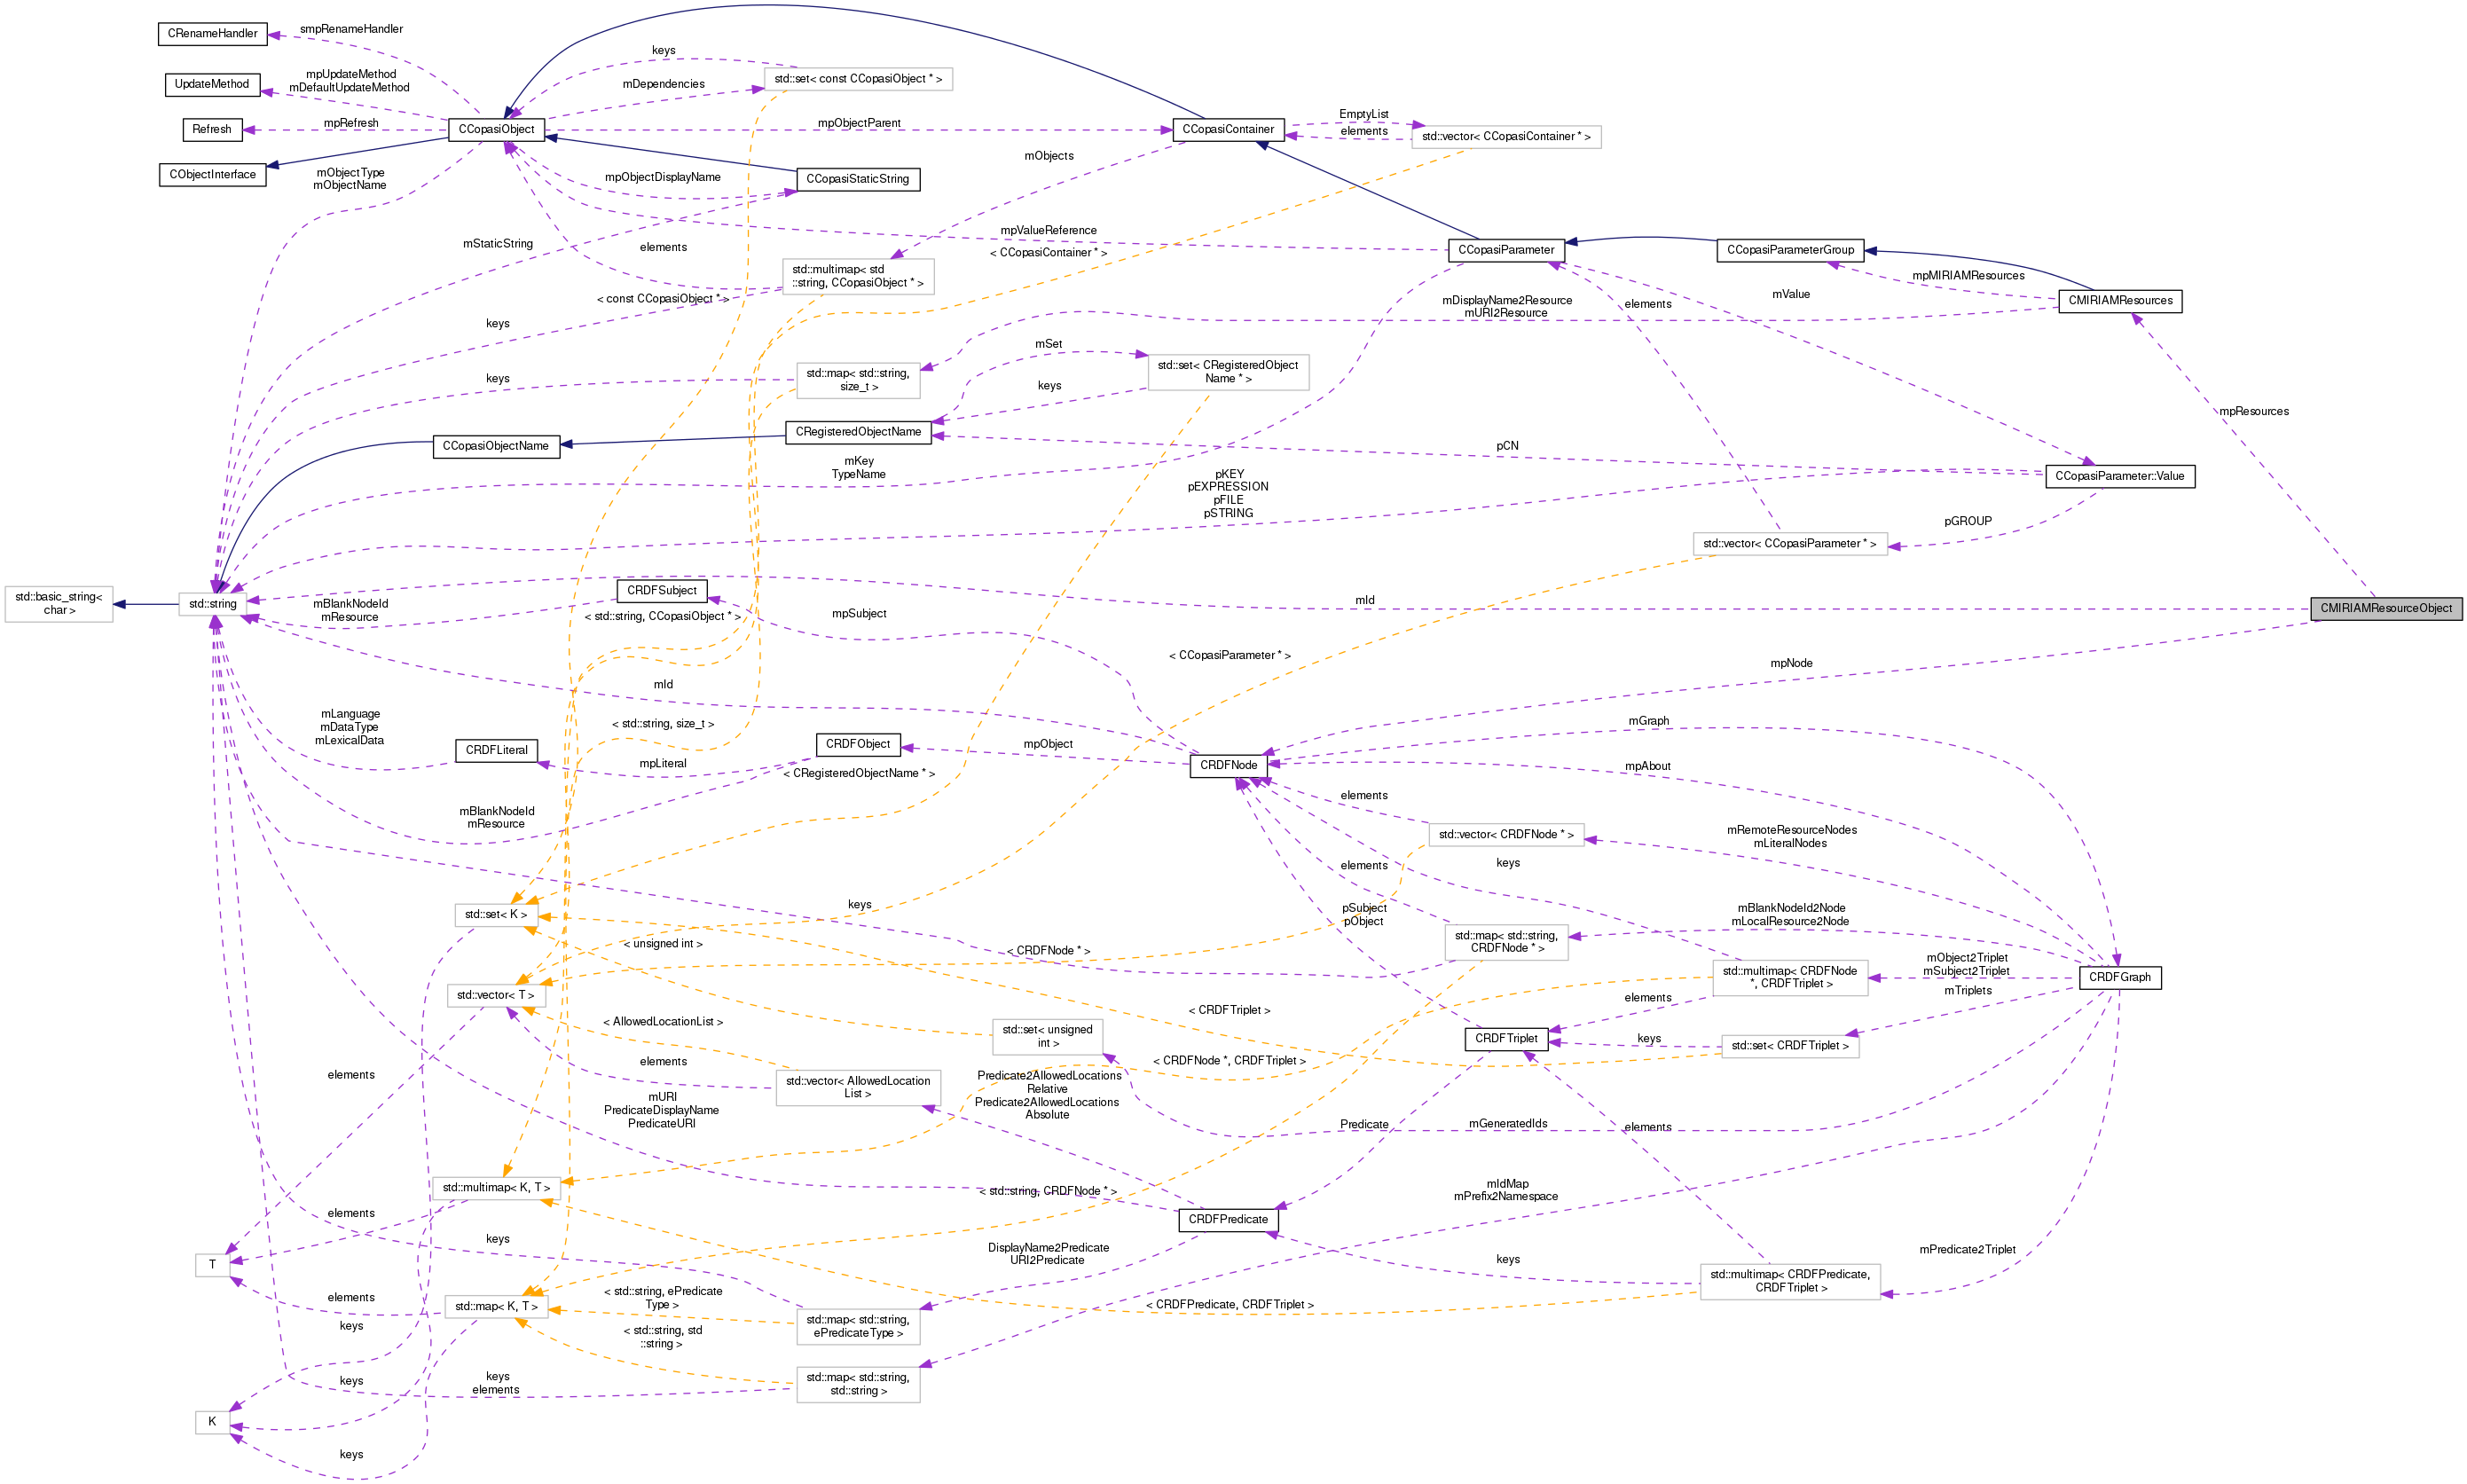 CRenameHandler
smpRenameHandler
keys
std::set< const CCopasiObject * >
UpdateMethod
mpUpdateMethod
mDefaultUpdateMethod
mDependencies
Refresh
mpRefresh
CCopasiObject
mpObjectParent
CCopasiContainer
EmptyList
elements
std::vector< CCopasiContainer * >
CObjectInterface
mObjectType
mObjectName
mpObjectDisplayName
CCopasiStaticString
mObjects
mStaticString
elements
mpValueReference
< CCopasiContainer * >
CCopasiParameter
CCopasiParameterGroup
mpMIRIAMResources
CMIRIAMResources
std::multimap< std
::string, CCopasiObject * >
< const CCopasiObject * >
keys
mDisplayName2Resource
mURI2Resource
elements
mValue
mSet
std::set< CRegisteredObject
Name * >
keys
std::map< std::string,
size_t >
keys
mpResources
CCopasiObjectName
CRegisteredObjectName
pCN
mKey
TypeName
pKEY
pEXPRESSION
pFILE
pSTRING
CCopasiParameter::Value
pGROUP
std::vector< CCopasiParameter * >
std::basic_string<
char >
std::string
mBlankNodeId
mResource
CRDFSubject
< std::string, CCopasiObject * >
mpSubject
mId
CMIRIAMResourceObject
< CCopasiParameter * >
mpNode
mId
mLanguage
mDataType
mLexicalData
< std::string, size_t >
CRDFLiteral
mpLiteral
CRDFObject
mpObject
< CRegisteredObjectName * >
CRDFNode
mGraph
mpAbout
mBlankNodeId
mResource
elements
std::vector< CRDFNode * >
mRemoteResourceNodes
mLiteralNodes
elements
keys
std::set< K >
keys
pSubject
pObject
mBlankNodeId2Node
mLocalResource2Node
< unsigned int >
< CRDFNode * >
std::map< std::string,
CRDFNode * >
std::multimap< CRDFNode
*, CRDFTriplet >
mObject2Triplet
mSubject2Triplet
CRDFGraph
std::vector< T >
< AllowedLocationList >
std::set< unsigned
int >
< CRDFTriplet >
elements
mTriplets
CRDFTriplet
keys
std::set< CRDFTriplet >
elements
elements
std::vector< AllowedLocation
List >
< CRDFNode *, CRDFTriplet >
Predicate2AllowedLocations
Relative
Predicate2AllowedLocations
Absolute
mURI
PredicateDisplayName
PredicateURI
Predicate
mGeneratedIds
elements
std::multimap< K, T >
< std::string, CRDFNode * >
mIdMap
mPrefix2Namespace
elements
CRDFPredicate
keys
DisplayName2Predicate
URI2Predicate
mPredicate2Triplet
T
keys
std::multimap< CRDFPredicate,
CRDFTriplet >
elements
std::map< K, T >
< std::string, ePredicate
Type >
< CRDFPredicate, CRDFTriplet >
std::map< std::string,
ePredicateType >
keys
< std::string, std
::string >
keys
keys
elements
std::map< std::string,
std::string >
K
keys